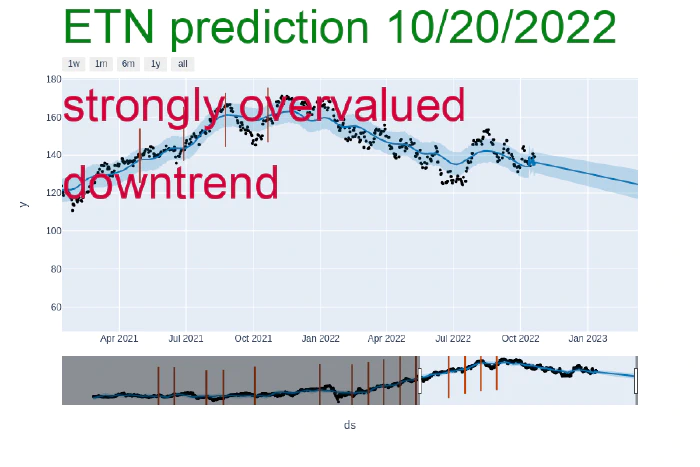 ETN prediction 10/20/2022
1w 1m 6m 1y all
180
strongly overvalued
160
140
downtrend
120
100
80
60
y
Apr 2021 Jul 2021 Oct 2021 Jan 2022 Apr 2022 Jul 2022 Oct 2022 Jan 2023
ds